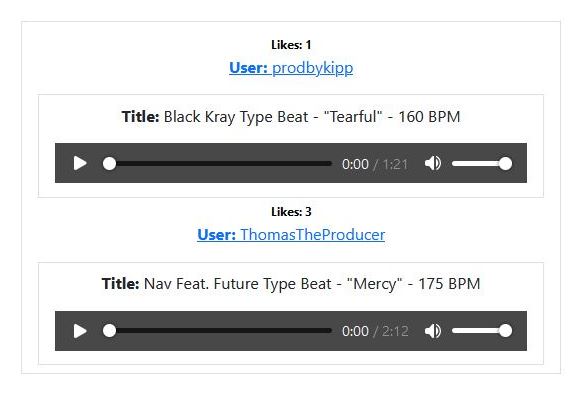 Likes: 1
User: prodbykipp
Title: Black Kray Type Beat - "Tearful" - 160 BPM
0:00 / 1:21
Likes: 3
User: ThomasTheProducer
Title: Nav Feat. Future Type Beat - "Mercy" - 175 BPM
0:00 / 2:12